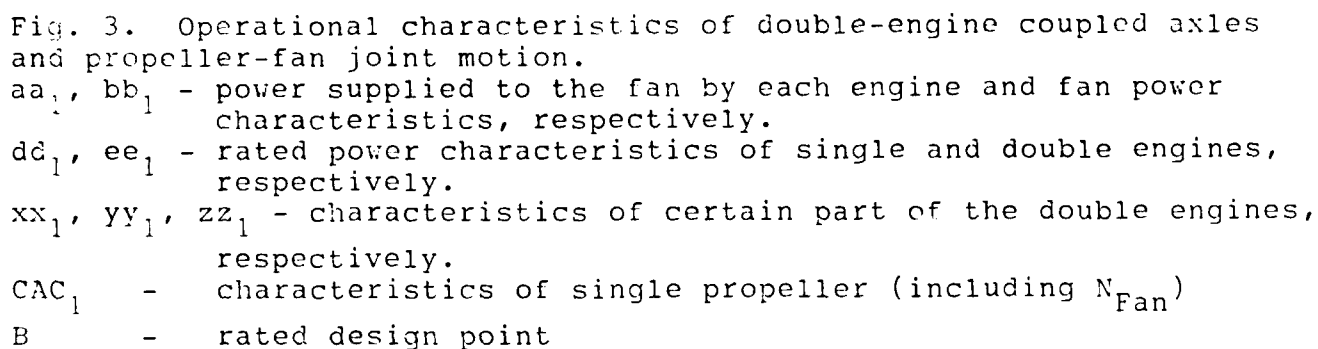 Fig. 3. Operational characteristics of double-engine coupled axles
and propeller-fan joint motion.
aa₁, bb₁ - power supplied to the fan by each engine and fan power
characteristics, respectively.
dd₁, ee₁ - rated power characteristics of single and double engines,
respectively.
xx₁, yy₁, zz₁ - characteristics of certain part of the double engines,
respectively.
CAC₁ - characteristics of single propeller (including N_Fan)
B - rated design point